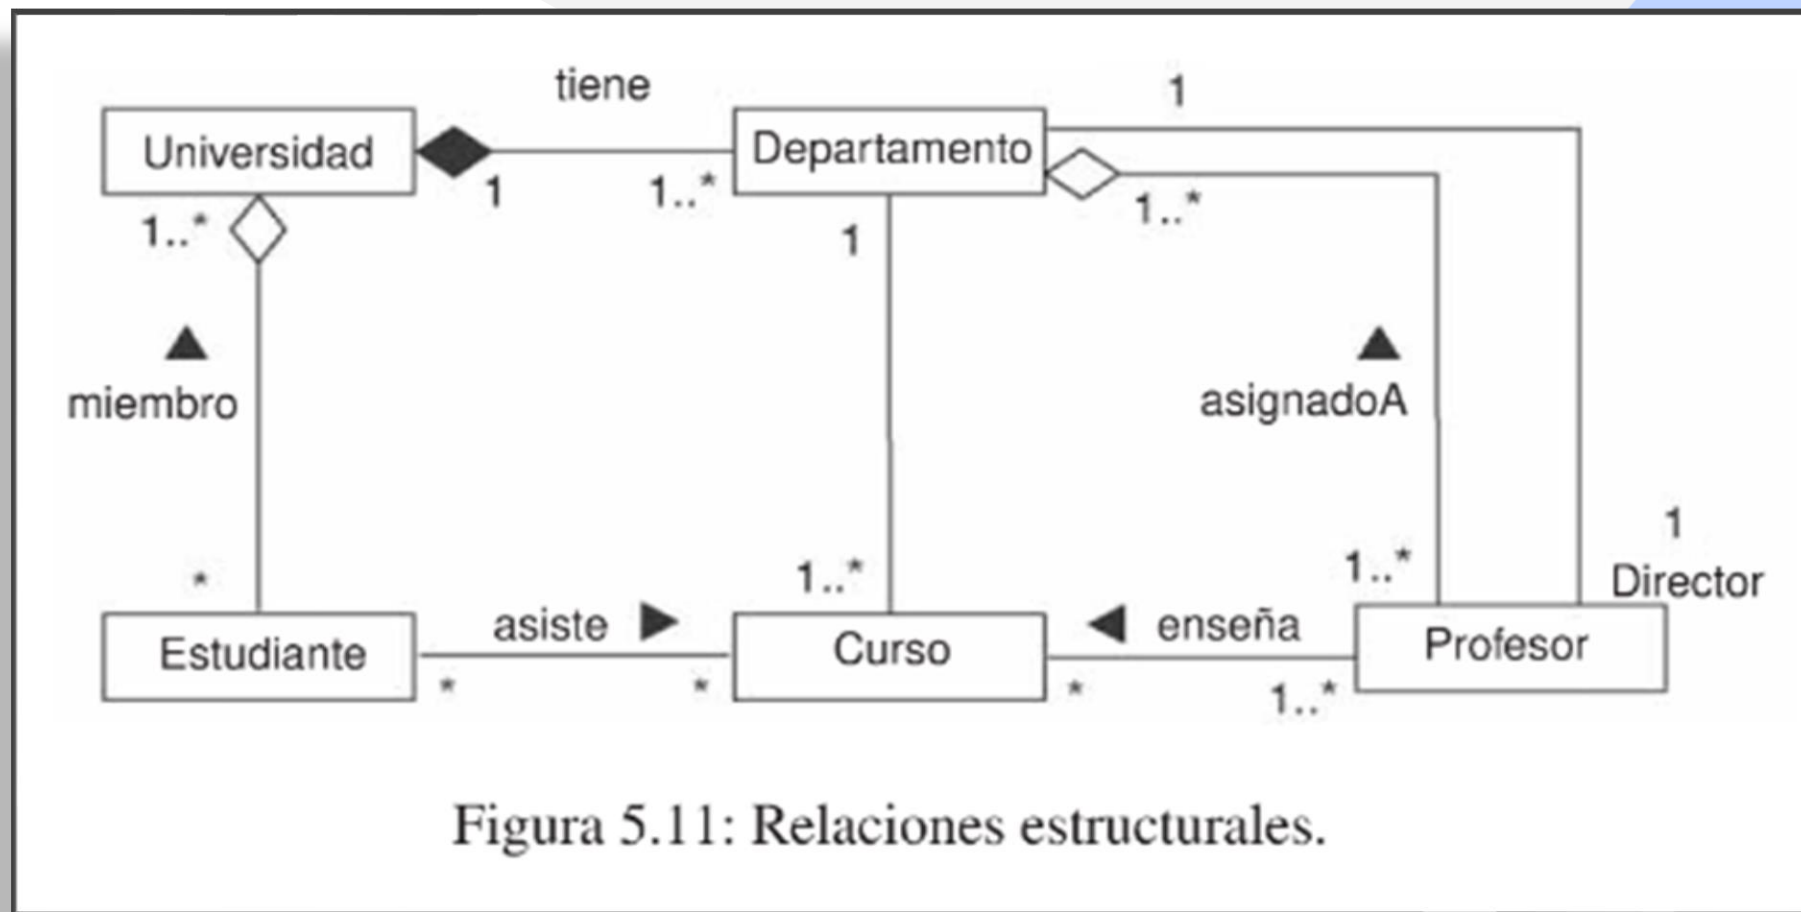 tiene
1
Universidad
Departamento
1
1..*
1..*
1..*
1
miembro
asignadoA
*
1..*
1..*
1
Director
Estudiante
asiste
Curso
enseña
Profesor
*
*
*
1..*
Figura 5.11: Relaciones estructurales.